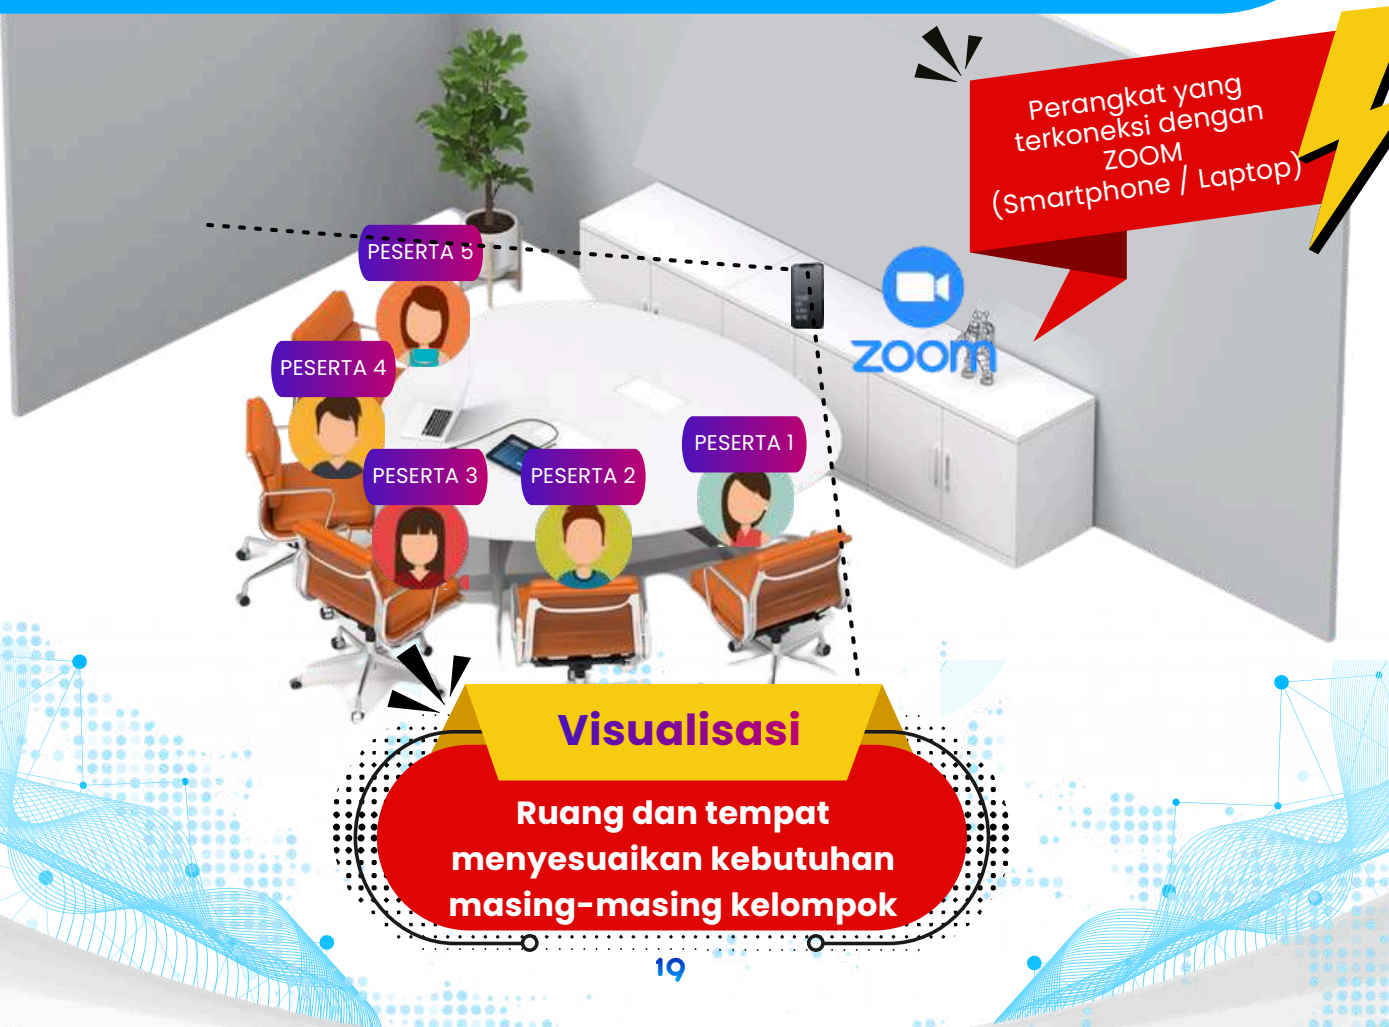 Perangkat yang
terkoneksi dengan
ZOOM
(Smartphone / Laptop)
PESERTA 5
zoom
PESERTA 4
PESERTA 1
PESERTA 3
PESERTA 2
Visualisasi
Ruang dan tempat
menyesuaikan kebutuhan
masing-masing kelompok
19